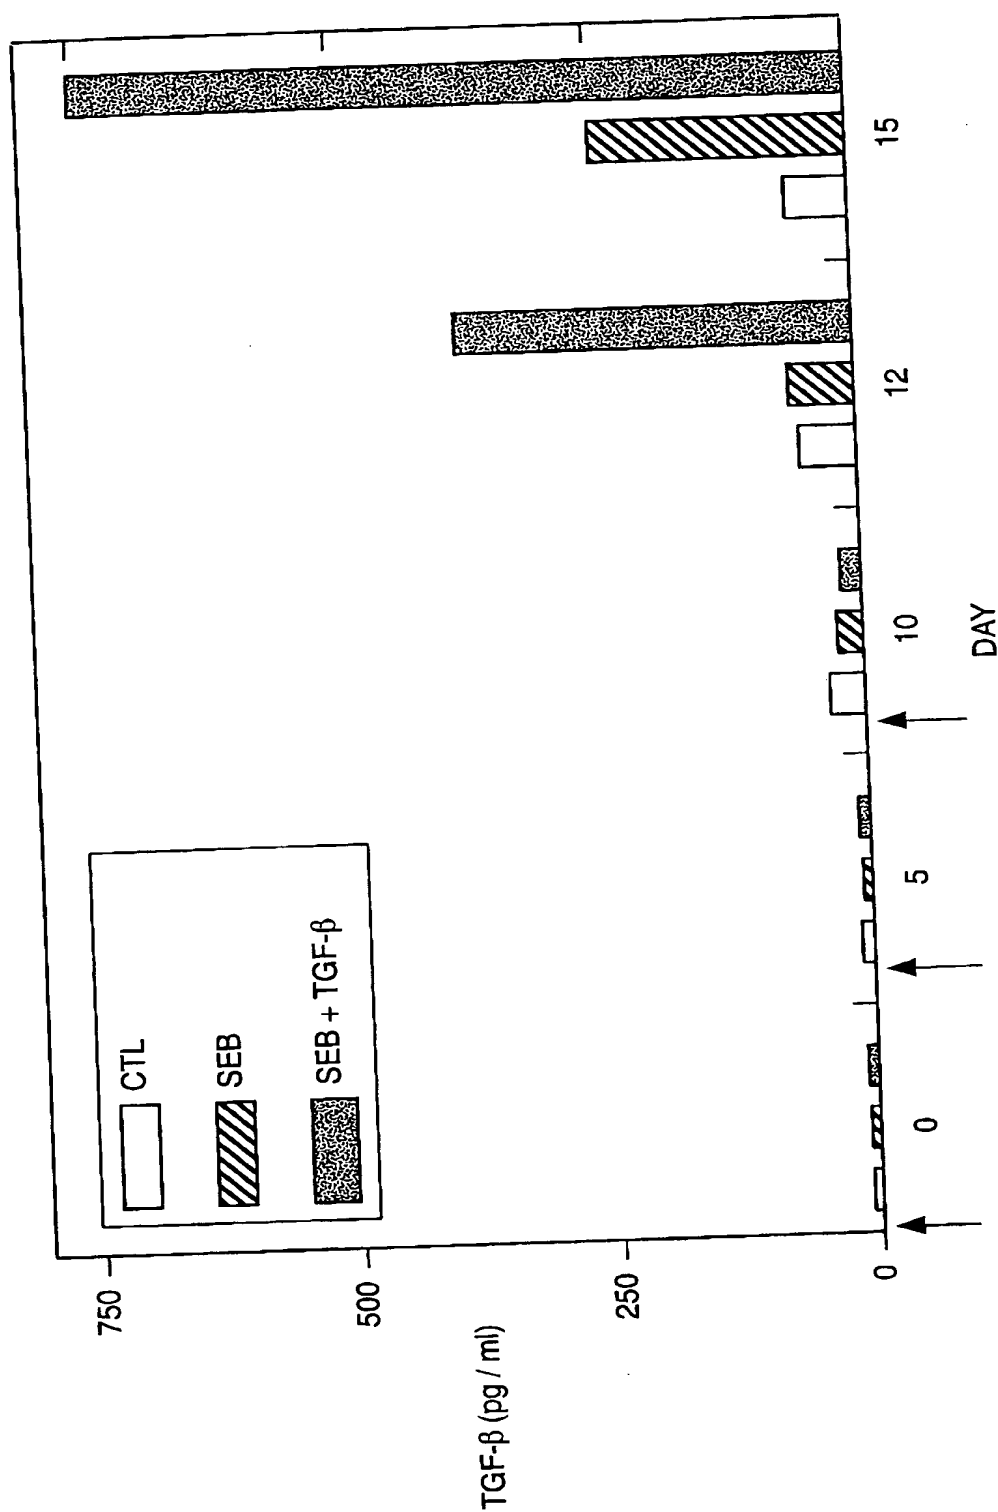 TGF-β (pg / ml)
750
500
250
0
CTL
SEB
SEB + TGF-β
0
5
10
12
15
DAY